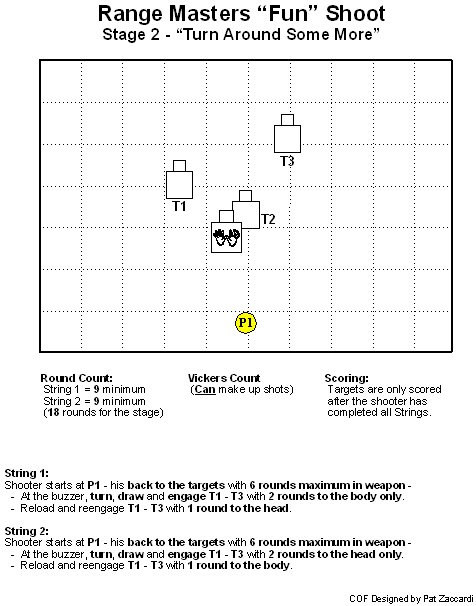 Range Masters “Fun” Shoot
Stage 2 - “Turn Around Some More”
T3
T1
T2
P1
Round Count:
String 1 = 9 minimum
String 2 = 9 minimum
(18 rounds for the stage)
Vickers Count
(Can make up shots)
Scoring:
Targets are only scored
after the shooter has
completed all Strings.
String 1:
Shooter starts at P1 - his back to the targets with 6 rounds maximum in weapon -
- At the buzzer, turn, draw and engage T1 - T3 with 2 rounds to the body only.
- Reload and reengage T1 - T3 with 1 round to the head.
String 2:
Shooter starts at P1 - his back to the targets with 6 rounds maximum in weapon -
- At the buzzer, turn, draw and engage T1 - T3 with 2 rounds to the head only.
- Reload and reengage T1 - T3 with 1 round to the body.
COF Designed by Pat Zaccardi